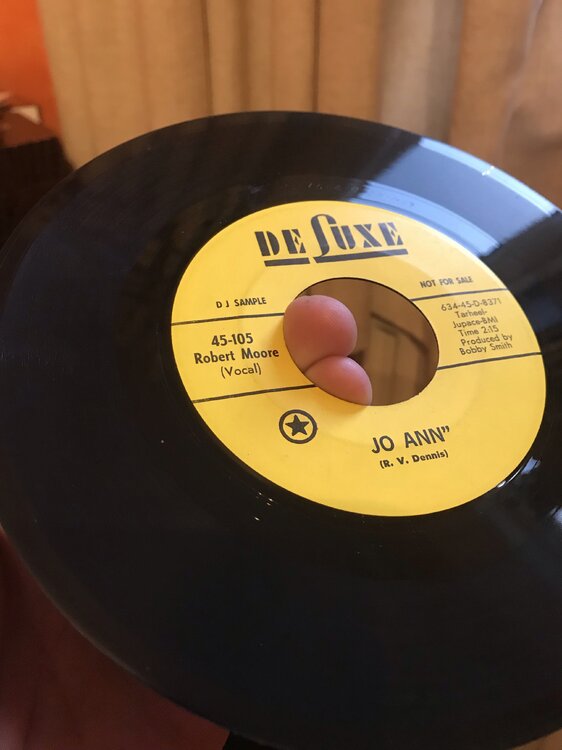 DE LUXE
D J SAMPLE
NOT FOR SALE
45-105
Robert Moore
(Vocal)
634-45-D-8371
Tarheel-
Jupace-BMI
Time 2:15
Produced by
Bobby Smith
JO ANN"
(R. V. Dennis)